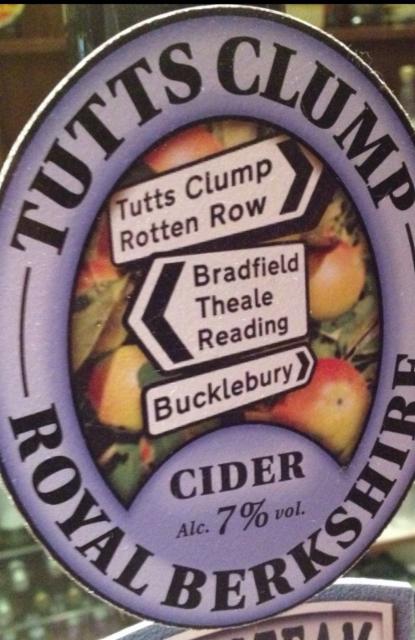 TUTTS CLUMP
Tutts Clump
Rotten Row
Bradfield
Theale
Reading
Bucklebury
CIDER
Alc. 7% vol.
ROYAL BERKSHIRE